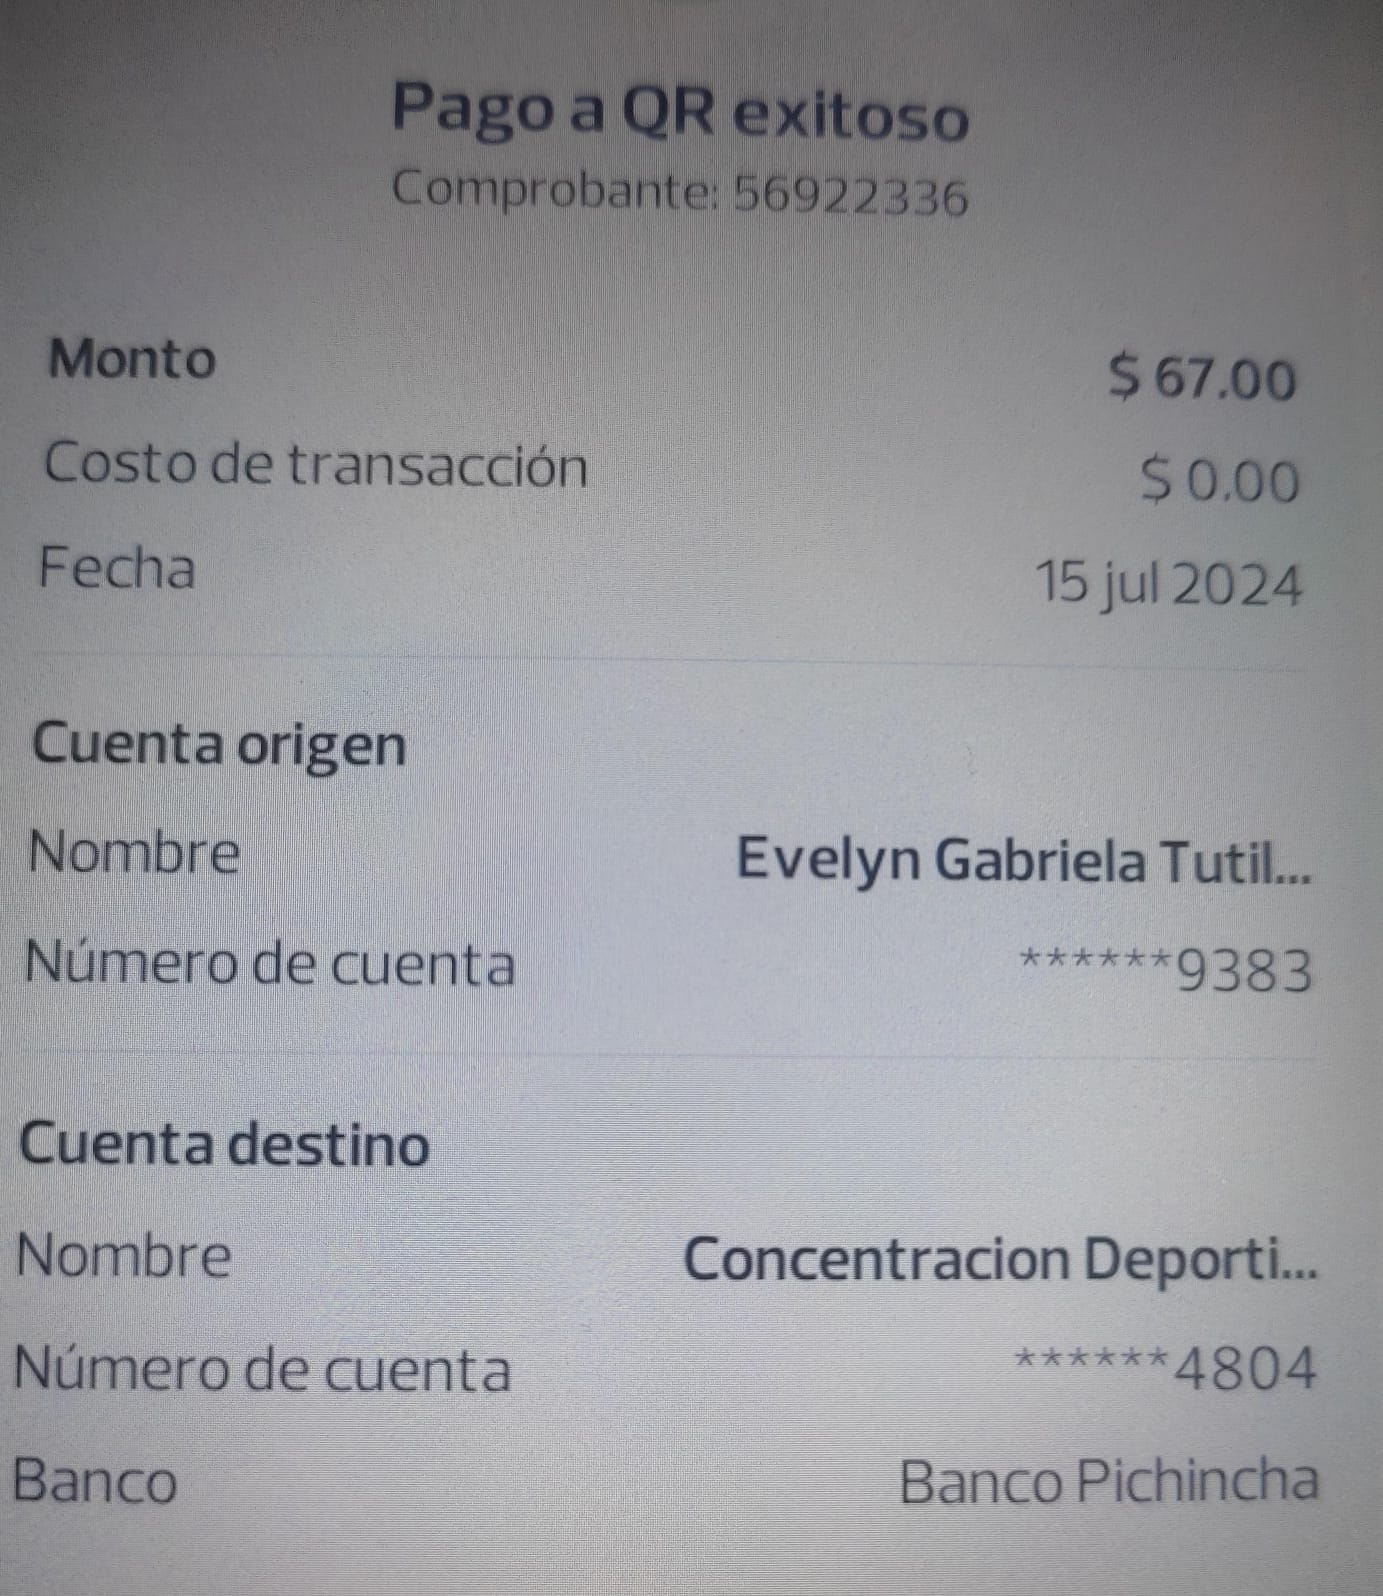 Pago a QR exitoso
Comprobante: 56922336
Monto $ 67.00
Costo de transacción $ 0.00
Fecha 15 jul 2024
Cuenta origen
Nombre Evelyn Gabriela Tutil...
Número de cuenta ******9383
Cuenta destino
Nombre Concentracion Deporti...
Número de cuenta ******4804
Banco Banco Pichincha